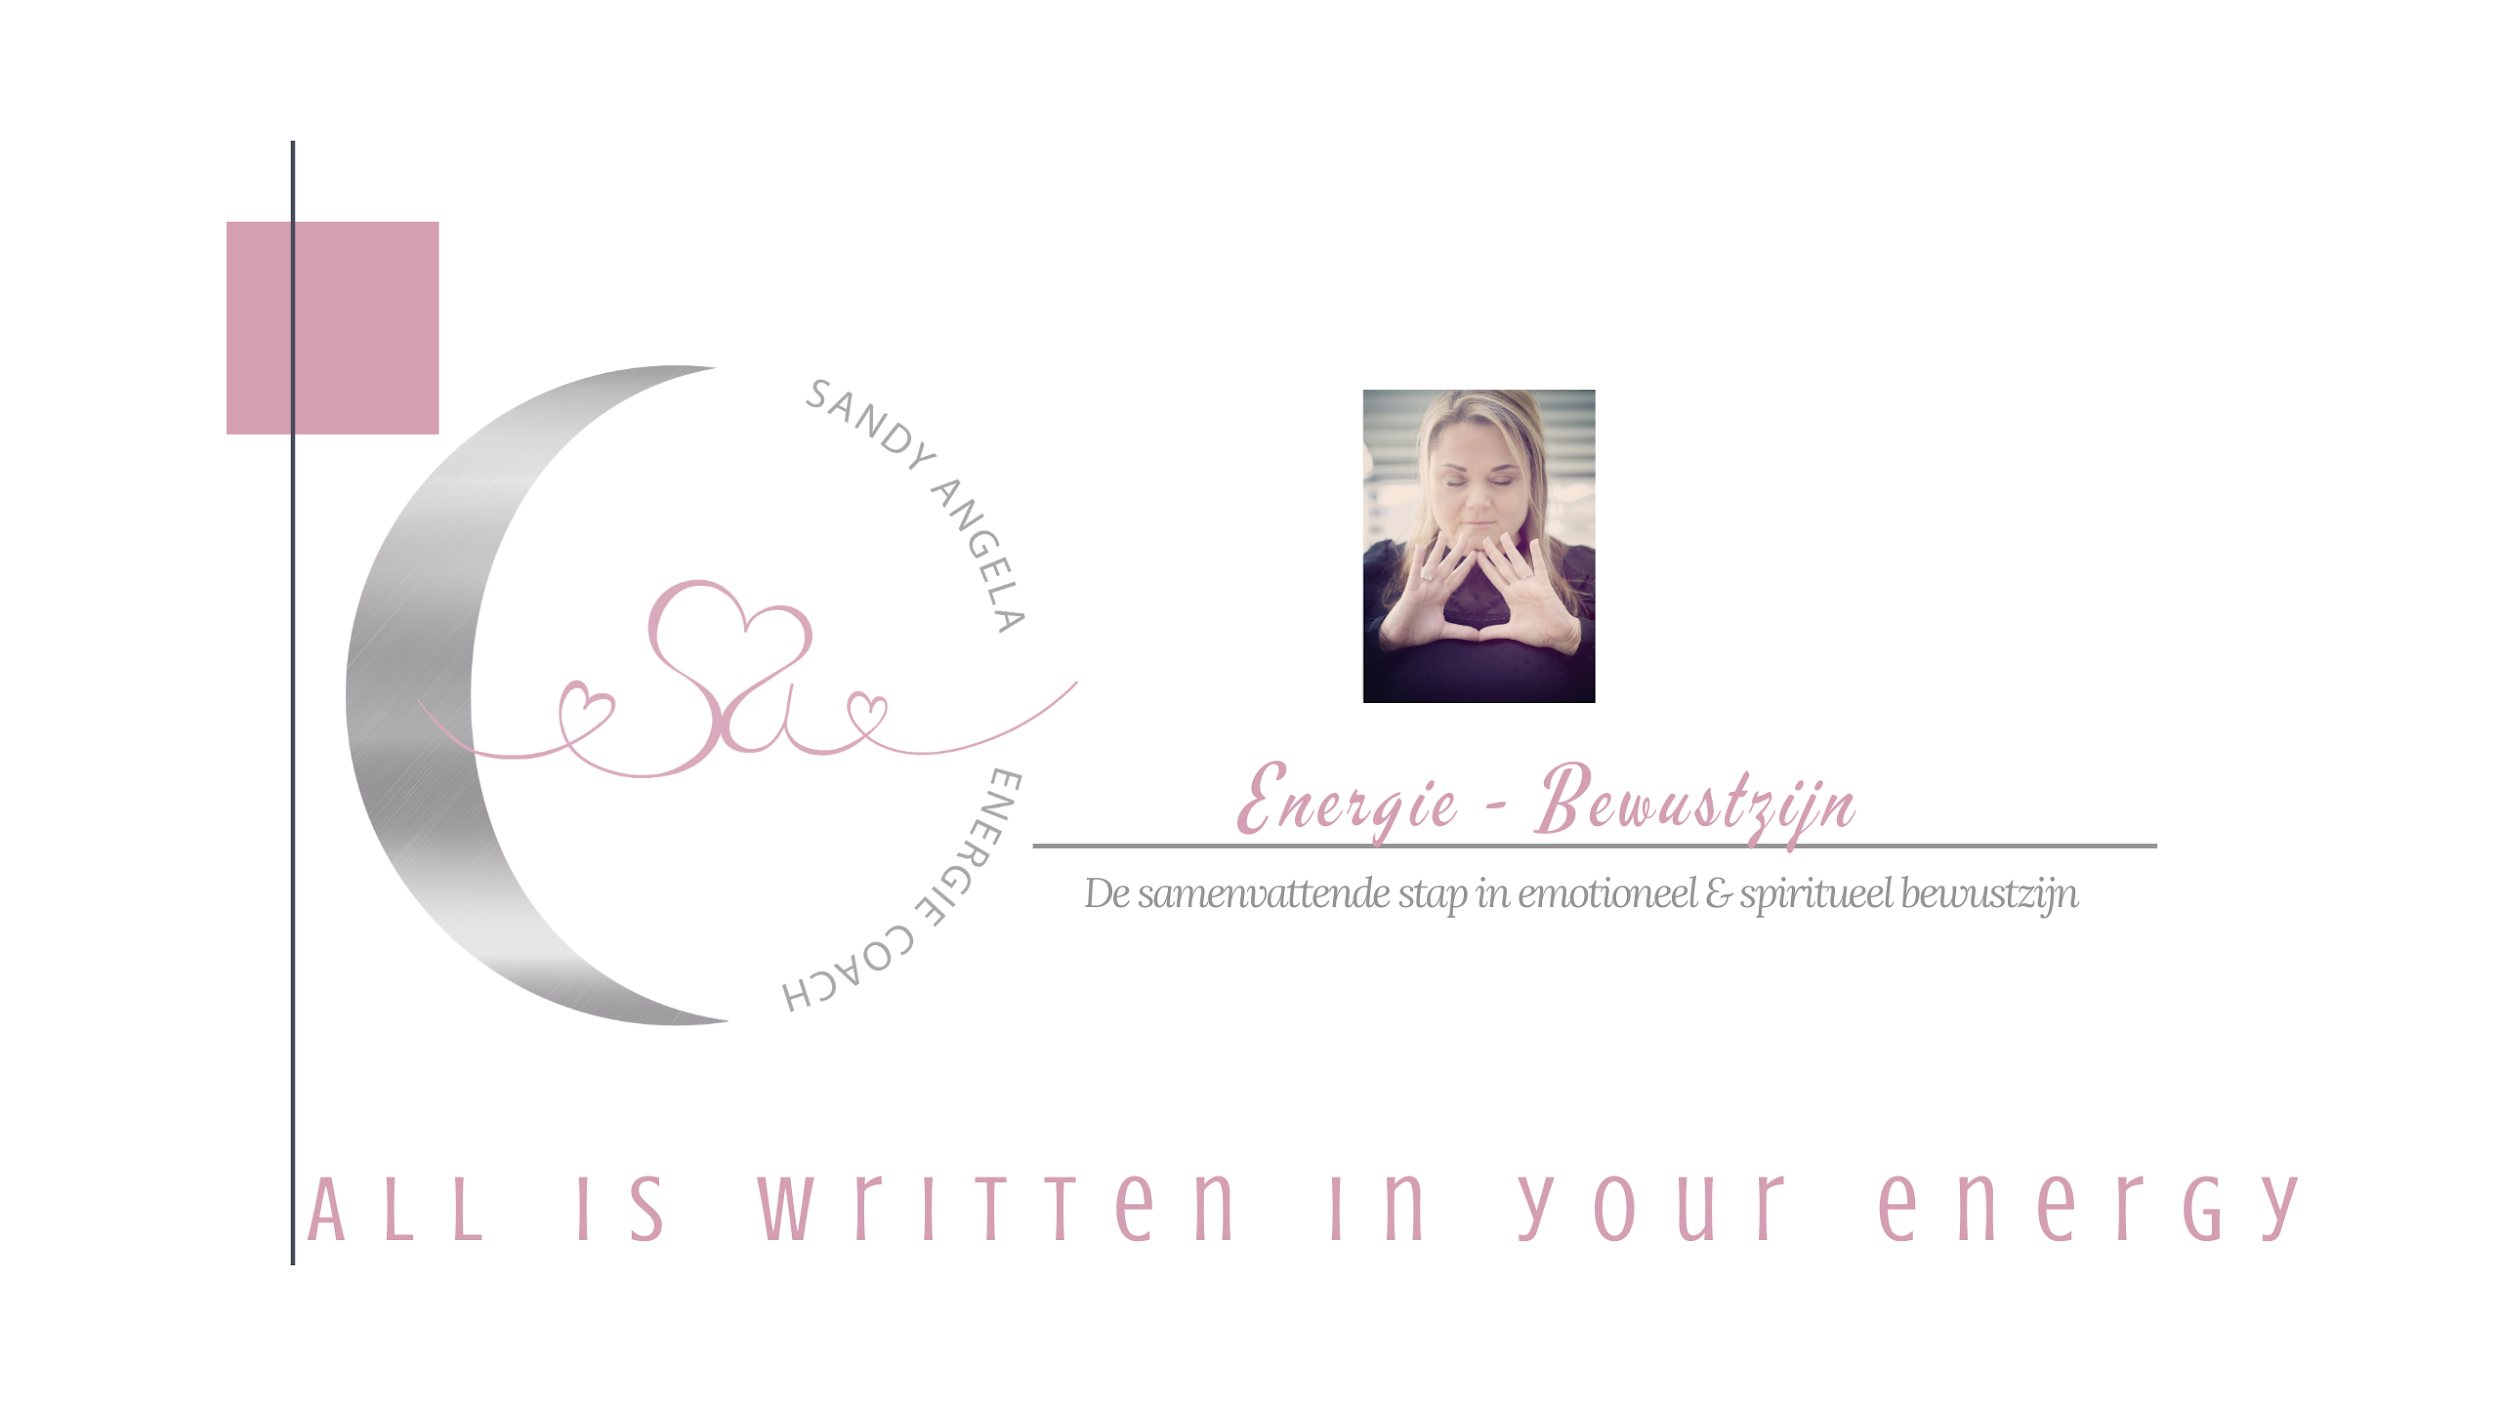 SANDY ANGELA
Sa
ENERGIE COACH
Energie - Bewustzijn
De samenvattende stap in emotioneel & spiritueel bewustzijn
ALL IS WrITTen In your enerGy